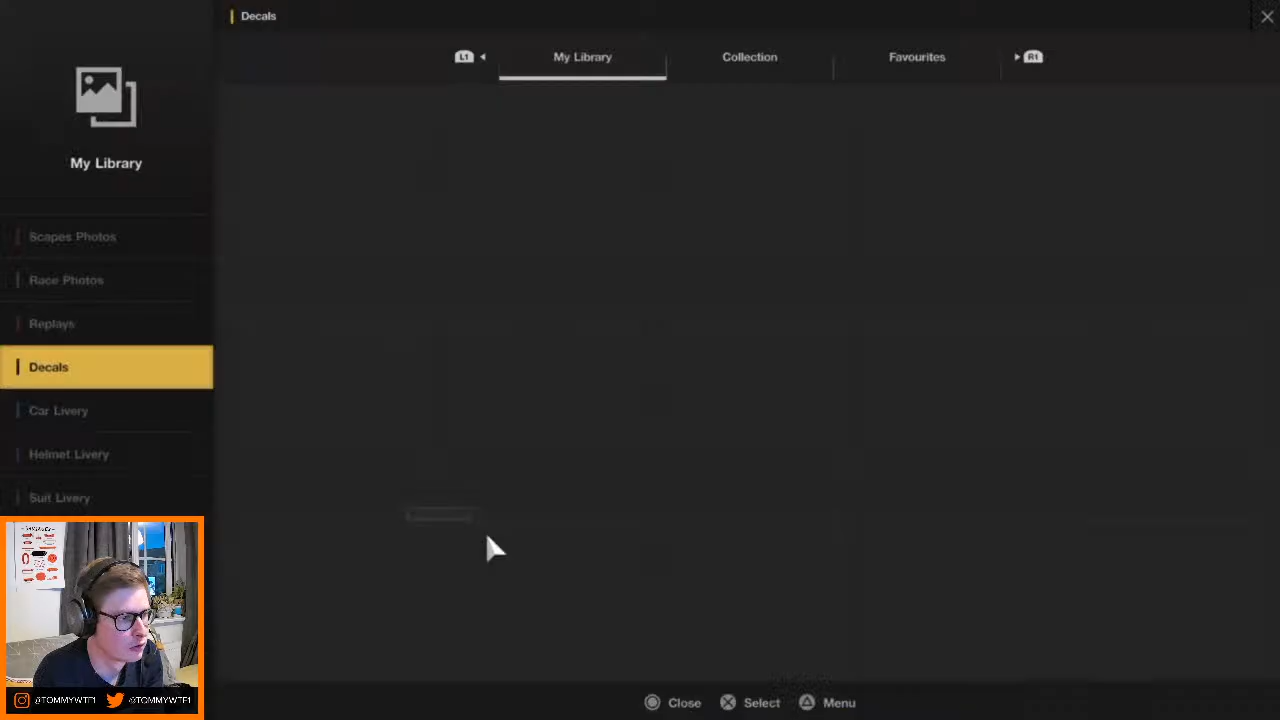 Decals
L1
My Library
Collection
Favourites
R1
My Library
Scapes Photos
Race Photos
Replays
Decals
Car Livery
Helmet Livery
Suit Livery
@TOMMYWTF1
@TOMMYWTF1
Close
Select
Menu